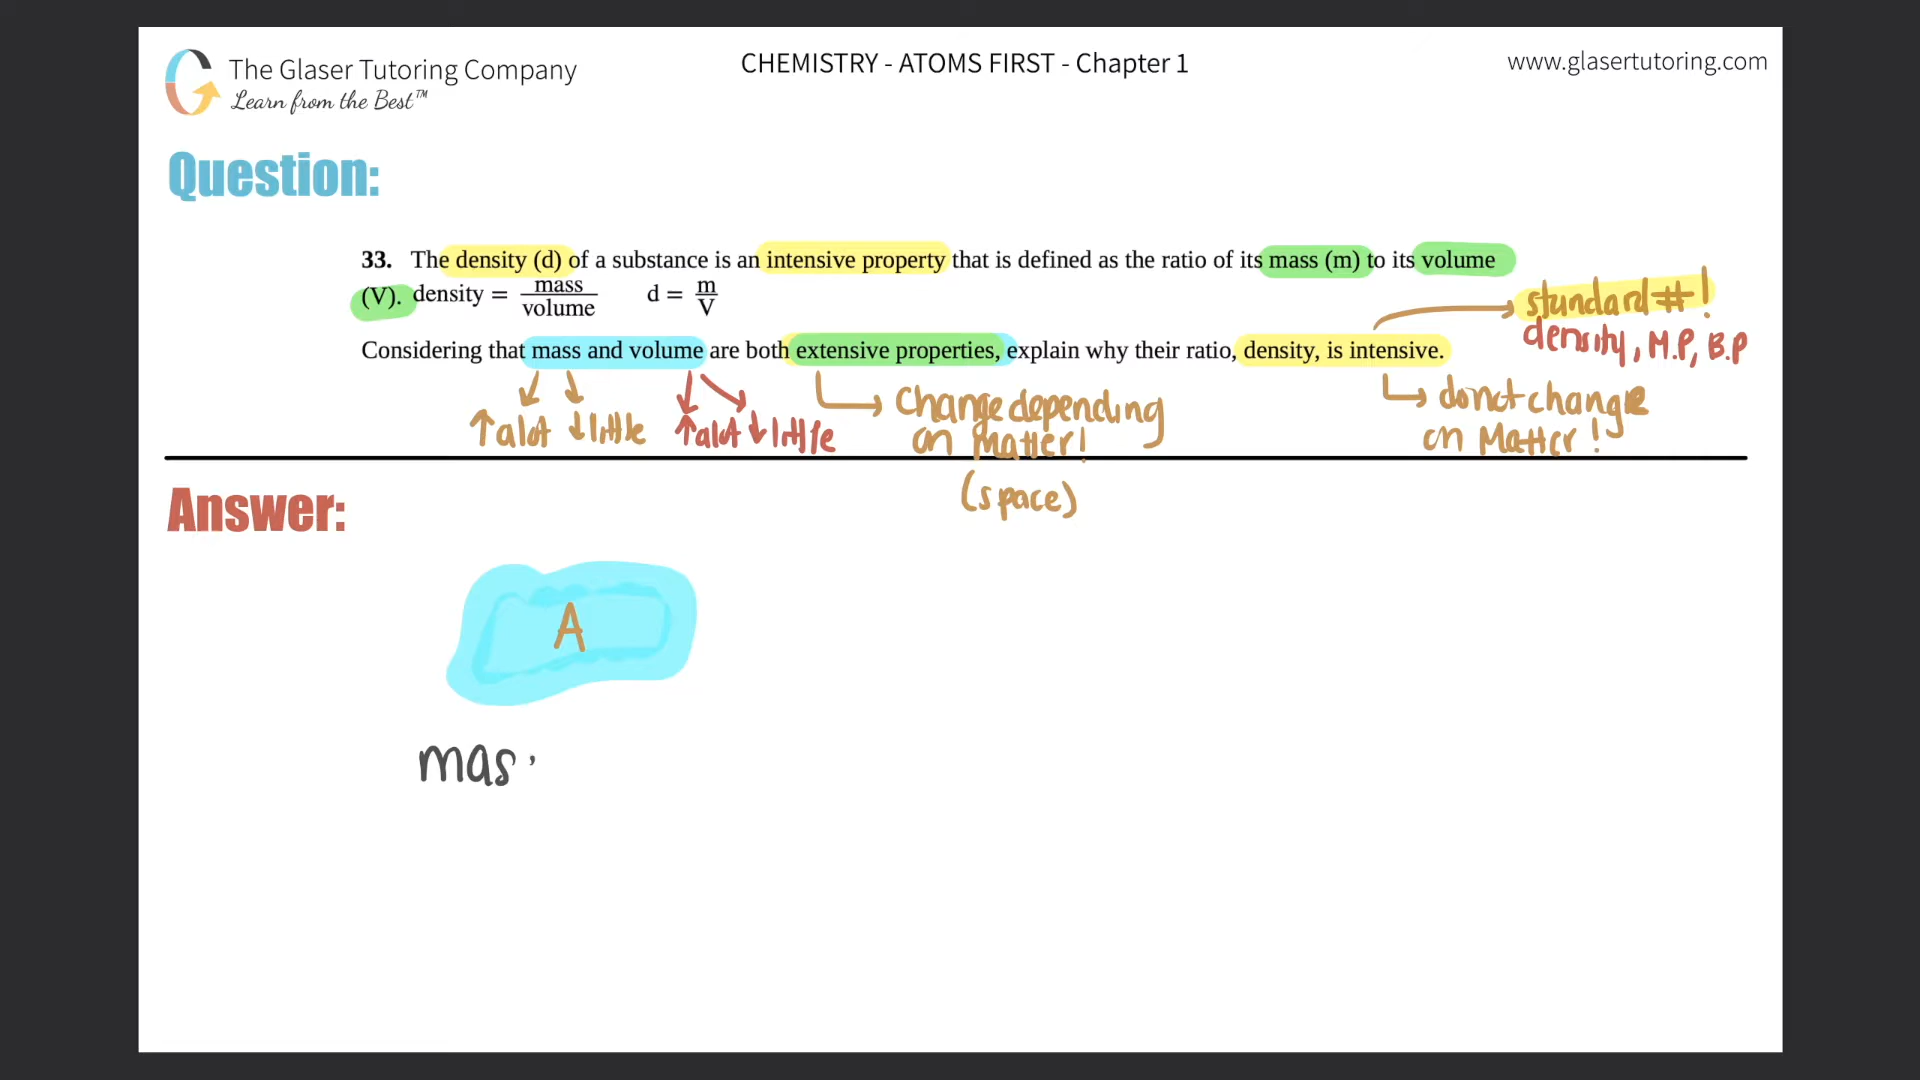 The Glaser Tutoring Company
Learn from the Best™
CHEMISTRY - ATOMS FIRST - Chapter 1
www.glasertutoring.com
Question:
33. The density (d) of a substance is an intensive property that is defined as the ratio of its mass (m) to its volume
(V). density = mass/volume d = m/V
standard #!
density, M.P, B.P
Considering that mass and volume are both extensive properties, explain why their ratio, density, is intensive.
↑ alot ↓ little ↑ alot ↓ little
Change depending
on Matter!
(space)
do not change
on Matter!
Answer:
A
mas